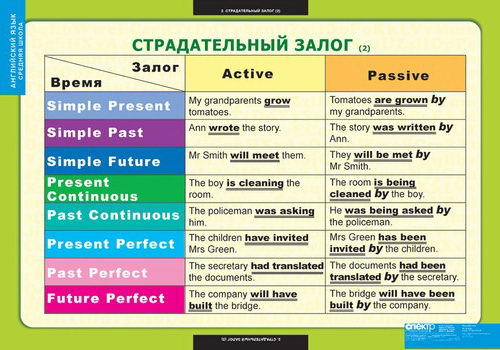 АНГЛИЙСКИЙ ЯЗЫК
СРЕДНЯЯ ШКОЛА
2. СТРАДАТЕЛЬНЫЙ ЗАЛОГ (2)
СТРАДАТЕЛЬНЫЙ ЗАЛОГ (2)
Залог
Время
Active
Passive
Simple Present
My grandparents grow
tomatoes.
Tomatoes are grown by
my grandparents.
Simple Past
Ann wrote the story.
The story was written by
Ann.
Simple Future
Mr Smith will meet them.
They will be met by
Mr Smith.
Present
Continuous
The boy is cleaning the
room.
The room is being
cleaned by the boy.
Past Continuous
The policeman was asking
him.
He was being asked by
the policeman.
Present Perfect
The children have invited
Mrs Green.
Mrs Green has been
invited by the children.
Past Perfect
The secretary had translated
the documents.
The documents had been
translated by the secretary.
Future Perfect
The company will have
built the bridge.
The bridge will have been
built by the company.
2. СТРАДАТЕЛЬНЫЙ ЗАЛОГ (2)
спектр